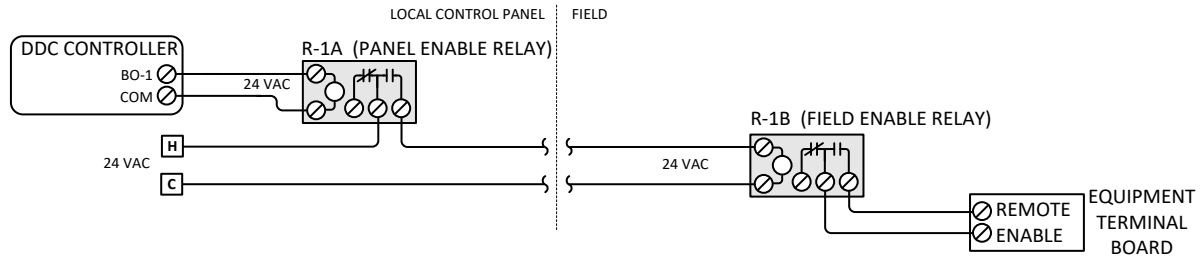 LOCAL CONTROL PANEL
FIELD
DDC CONTROLLER
BO-1
COM
24 VAC
R-1A (PANEL ENABLE RELAY)
H
24 VAC
C
R-1B (FIELD ENABLE RELAY)
24 VAC
REMOTE
ENABLE
EQUIPMENT
TERMINAL
BOARD